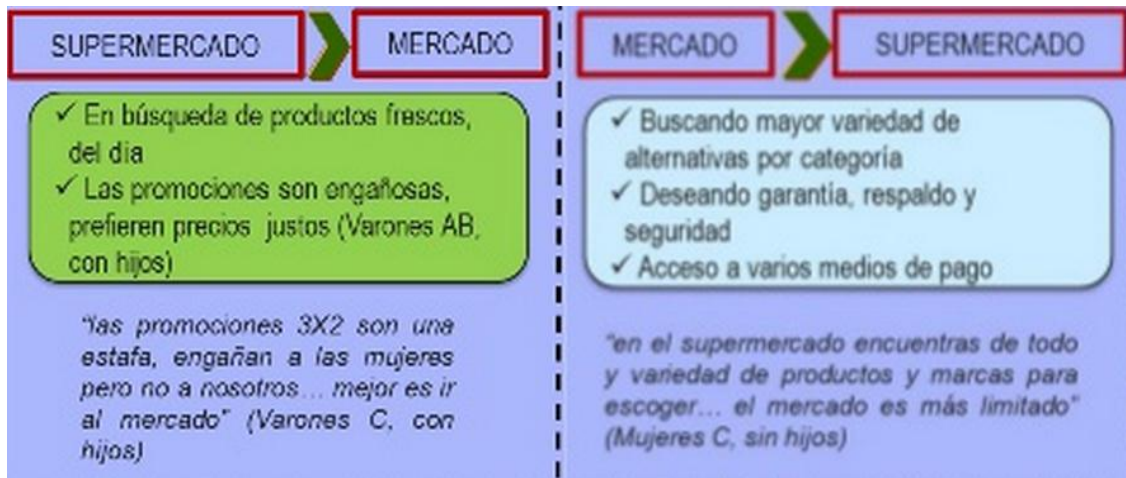 SUPERMERCADO
MERCADO
✓ En búsqueda de productos frescos,
del día
✓ Las promociones son engañosas,
prefieren precios justos (Varones AB,
con hijos)
"las promociones 3X2 son una
estafa, engañan a las mujeres
pero no a nosotros... mejor es ir
al mercado" (Varones C, con
hijos)
MERCADO
SUPERMERCADO
✓ Buscando mayor variedad de
alternativas por categoría
✓ Deseando garantía, respaldo y
seguridad
✓ Acceso a varios medios de pago
"en el supermercado encuentras de todo
y variedad de productos y marcas para
escoger... el mercado es más limitado"
(Mujeres C, sin hijos)